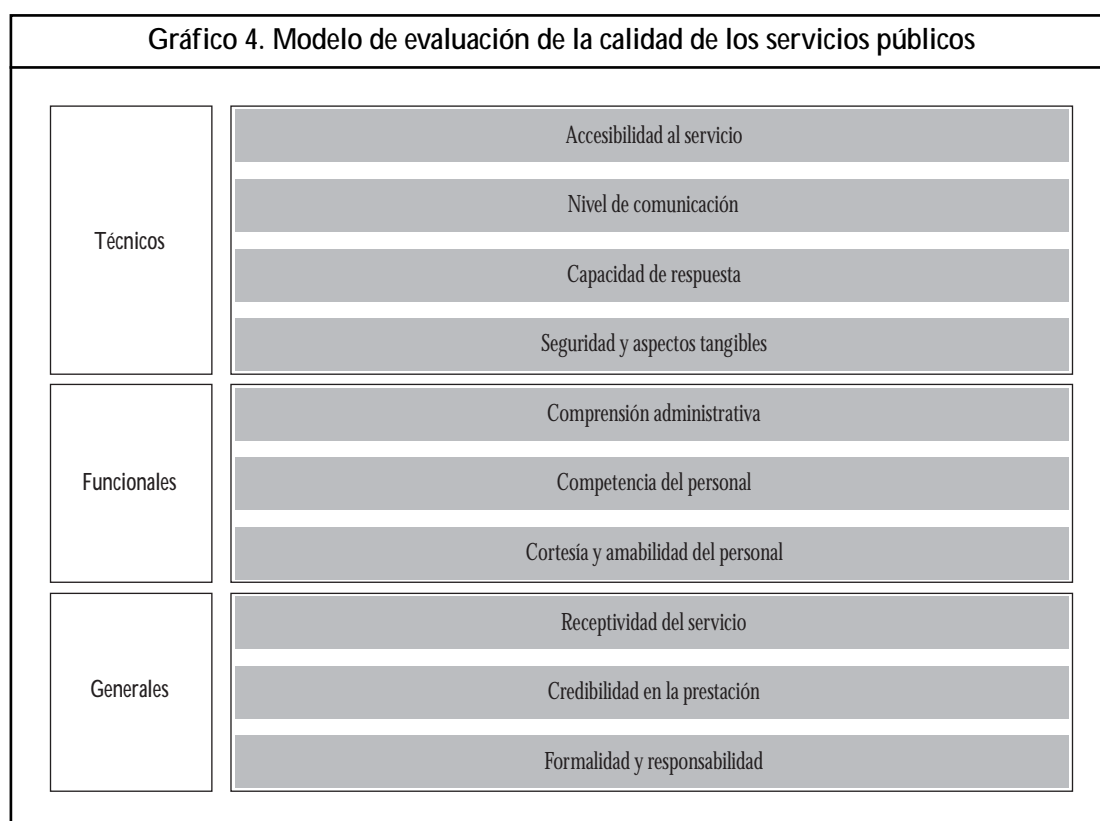 Gráfico 4. Modelo de evaluación de la calidad de los servicios públicos
Técnicos
Accesibilidad al servicio
Nivel de comunicación
Capacidad de respuesta
Seguridad y aspectos tangibles
Funcionales
Comprensión administrativa
Competencia del personal
Cortesía y amabilidad del personal
Generales
Receptividad del servicio
Credibilidad en la prestación
Formalidad y responsabilidad